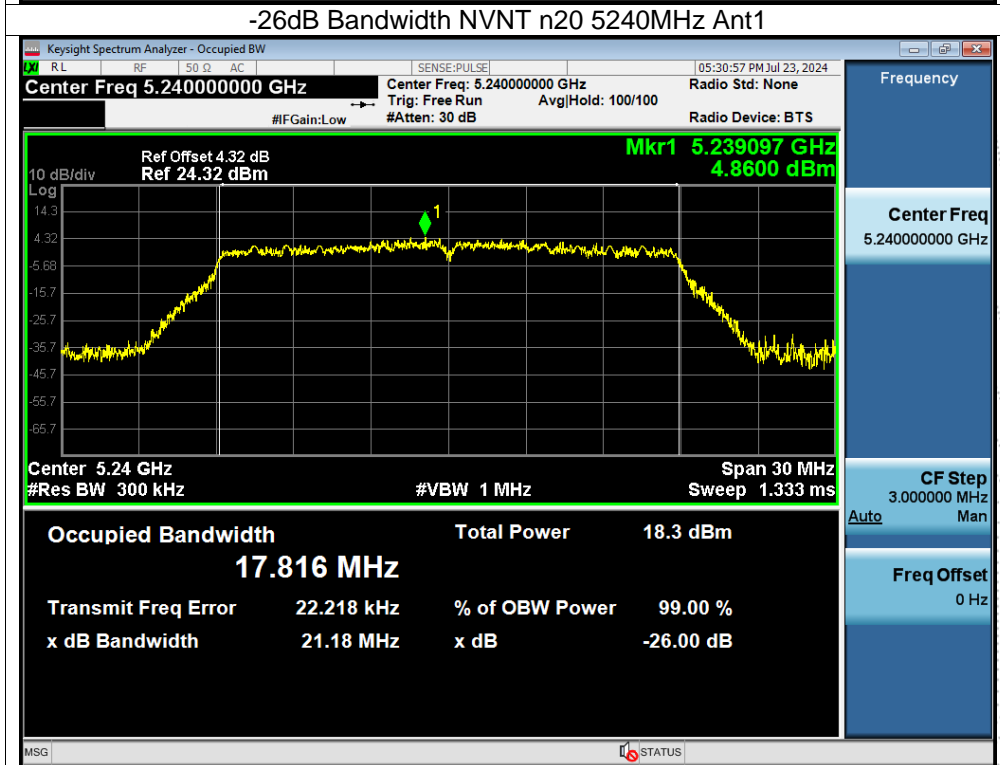 -26dB Bandwidth NVNT n20 5240MHz Ant1
Keysight Spectrum Analyzer - Occupied BW
LXI RL RF 50 Ω AC SENSE:PULSE 05:30:57 PM Jul 23, 2024
Center Freq 5.240000000 GHz Center Freq: 5.240000000 GHz Radio Std: None
Trig: Free Run Avg|Hold: 100/100
#IFGain:Low #Atten: 30 dB Radio Device: BTS
Frequency
Mkr1 5.239097 GHz
4.8600 dBm
Ref Offset 4.32 dB
10 dB/div Ref 24.32 dBm
Log
14.3
4.32
-5.68
-15.7
-25.7
-35.7
-45.7
-55.7
-65.7
1
Center 5.24 GHz Span 30 MHz
#Res BW 300 kHz #VBW 1 MHz Sweep 1.333 ms
Center Freq
5.240000000 GHz
CF Step
3.000000 MHz
Auto Man
Freq Offset
0 Hz
Occupied Bandwidth Total Power 18.3 dBm
17.816 MHz
Transmit Freq Error 22.218 kHz % of OBW Power 99.00 %
x dB Bandwidth 21.18 MHz x dB -26.00 dB
MSG STATUS